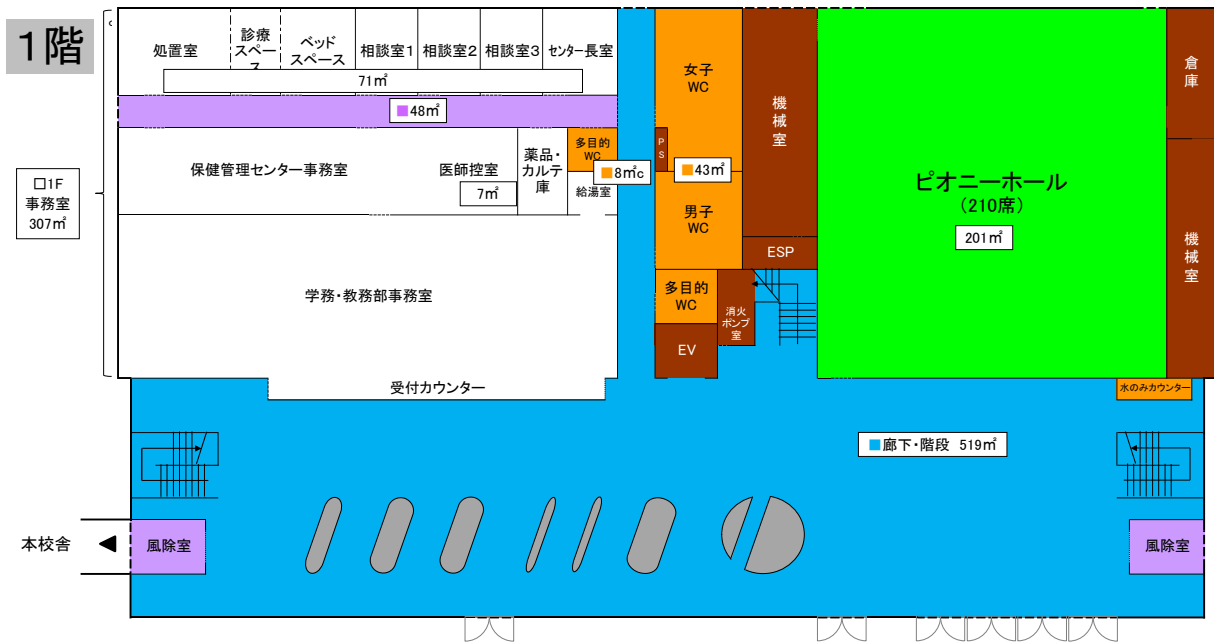 1階
処置室
診療
スペー
ス
ベッド
スペース
相談室1
相談室2
相談室3
センター長室
71㎡
■48㎡
保健管理センター事務室
医師控室
7㎡
薬品・
カルテ
庫
多目的
WC
■8㎡c
給湯室
□1F
事務室
307㎡
学務・教務部事務室
受付カウンター
女子
WC
PS
■43㎡
男子
WC
多目的
WC
EV
消火
ポンプ
室
機械室
ESP
ピオニーホール
(210席)
201㎡
倉庫
機械室
水のみカウンター
■廊下・階段 519㎡
本校舎
風除室
風除室